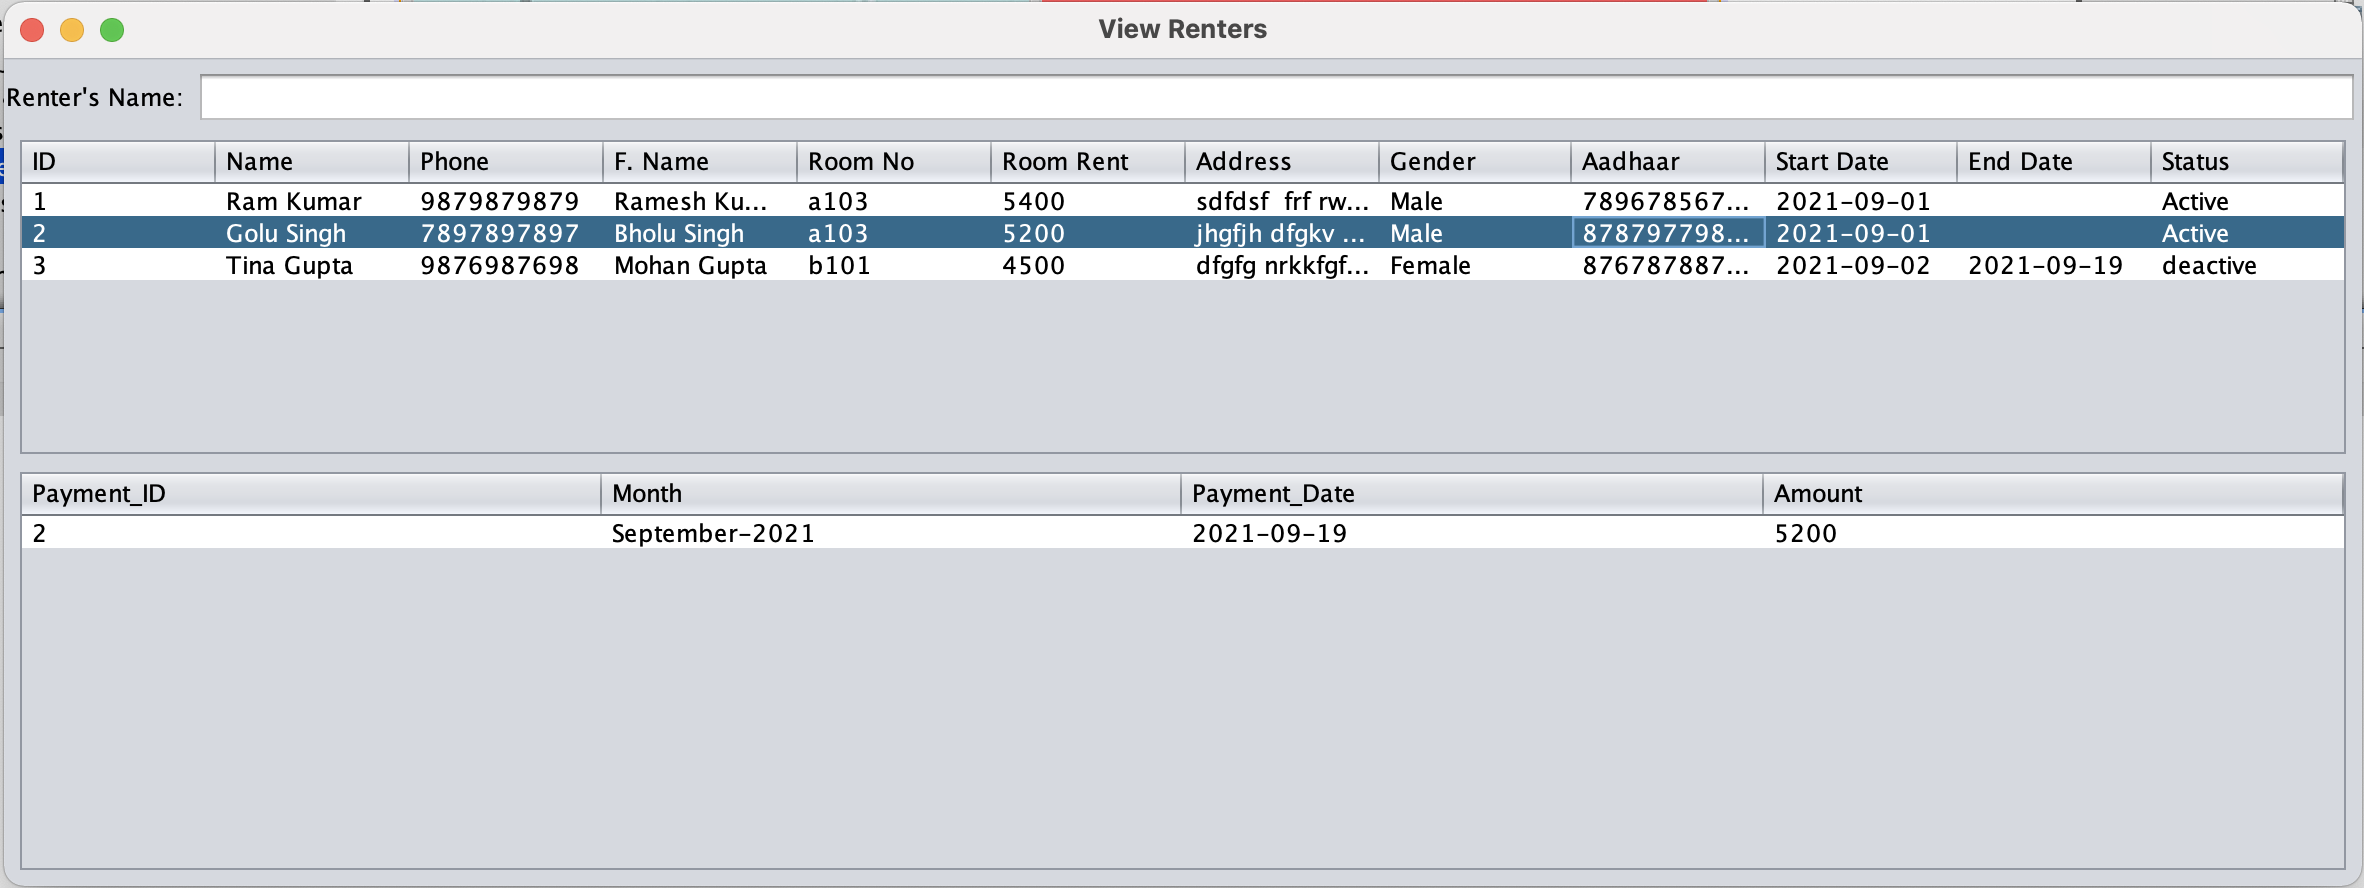 View Renters
Renter's Name:
ID Name Phone F. Name Room No Room Rent Address Gender Aadhaar Start Date End Date Status
1 Ram Kumar 9879879879 Ramesh Ku... a103 5400 sdfdsf  frf rw... Male 789678567... 2021-09-01 Active
2 Golu Singh 7897897897 Bholu Singh a103 5200 jhgfjh dfgkv ... Male 878797798... 2021-09-01 Active
3 Tina Gupta 9876987698 Mohan Gupta b101 4500 dfgfg nrkkfgf... Female 876787887... 2021-09-02 2021-09-19 deactive
Payment_ID Month Payment_Date Amount
2 September-2021 2021-09-19 5200